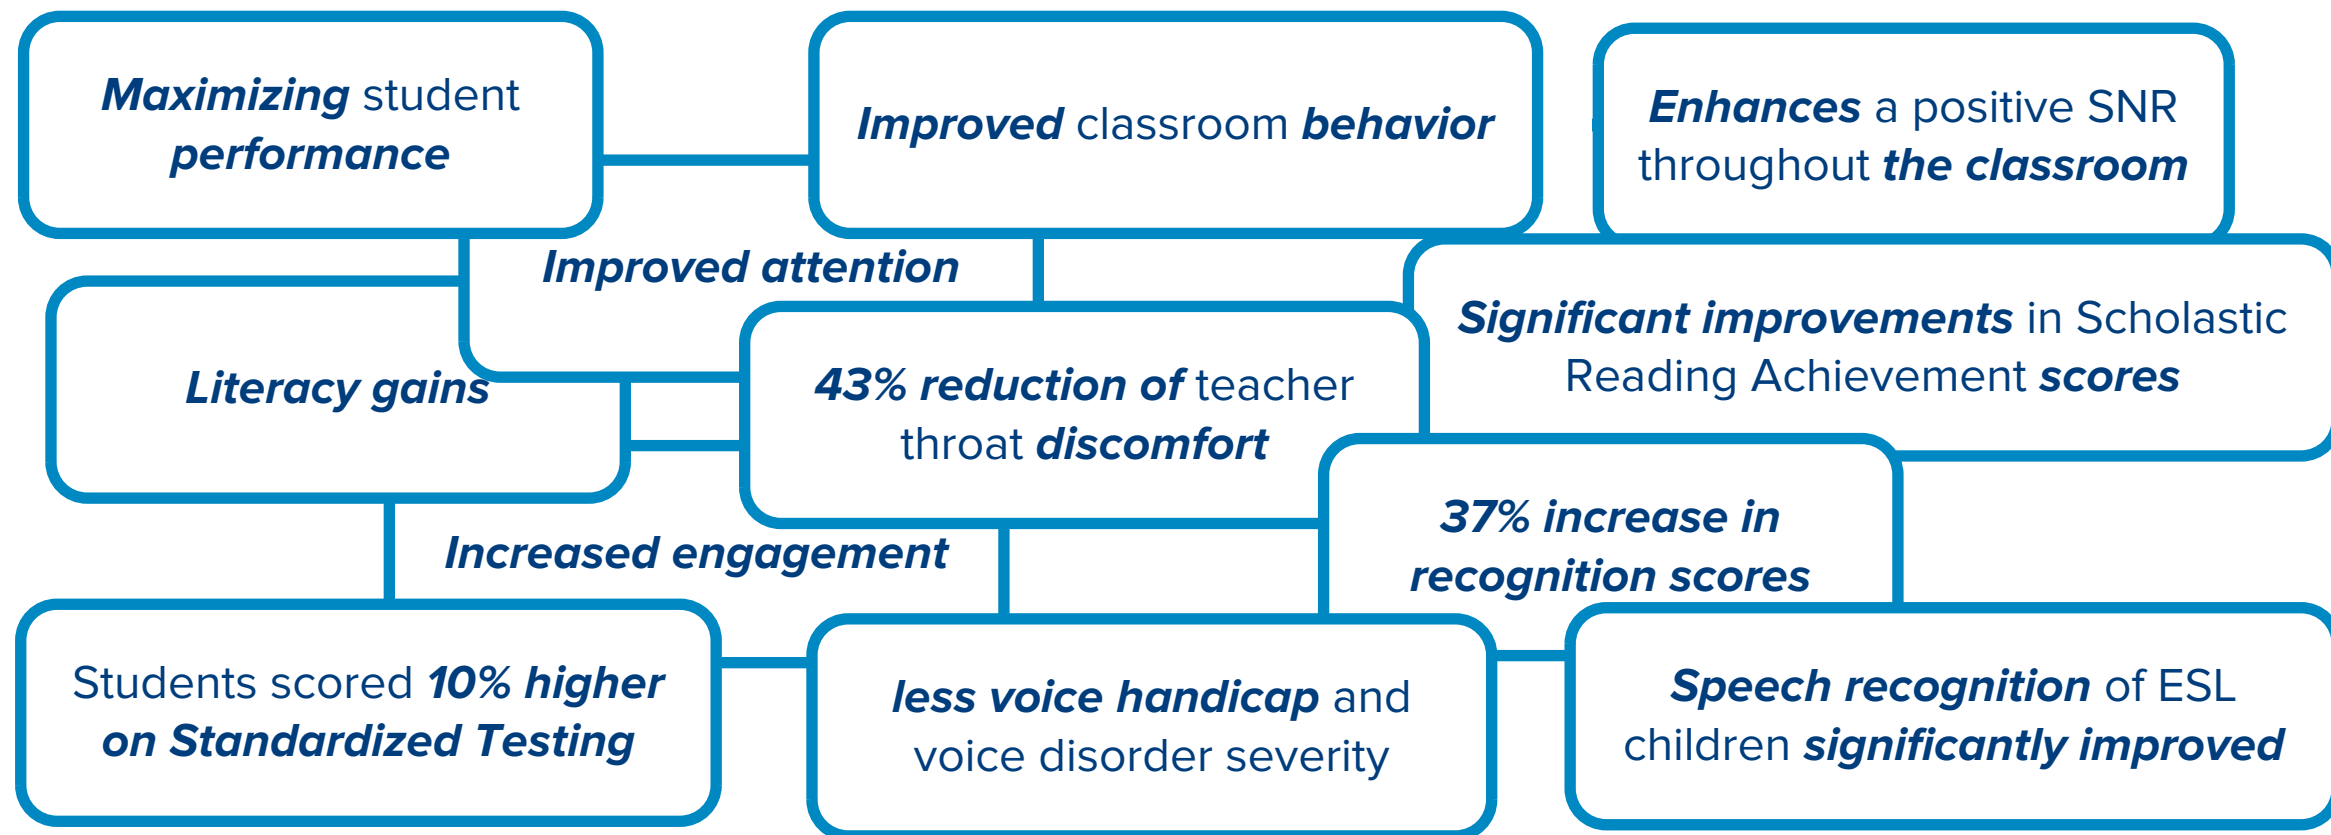 Maximizing student
performance
Improved classroom behavior
Enhances a positive SNR
throughout the classroom
Improved attention
Significant improvements in Scholastic
Reading Achievement scores
Literacy gains
43% reduction of teacher
throat discomfort
37% increase in
recognition scores
Increased engagement
Students scored 10% higher
on Standardized Testing
less voice handicap and
voice disorder severity
Speech recognition of ESL
children significantly improved